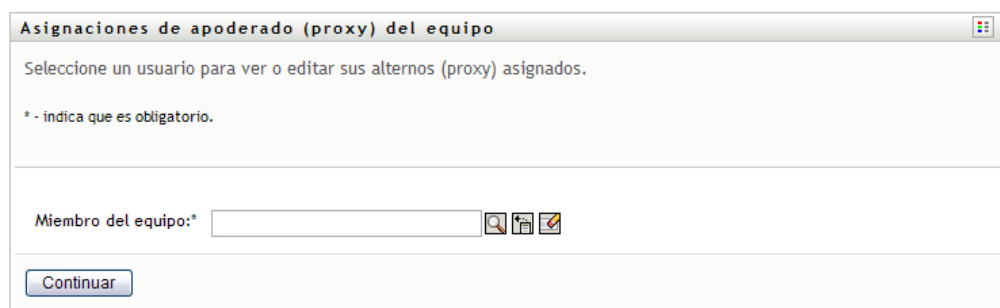 Asignaciones de apoderado (proxy) del equipo
Seleccione un usuario para ver o editar sus alternos (proxy) asignados.
* - indica que es obligatorio.
Miembro del equipo:*
Continuar